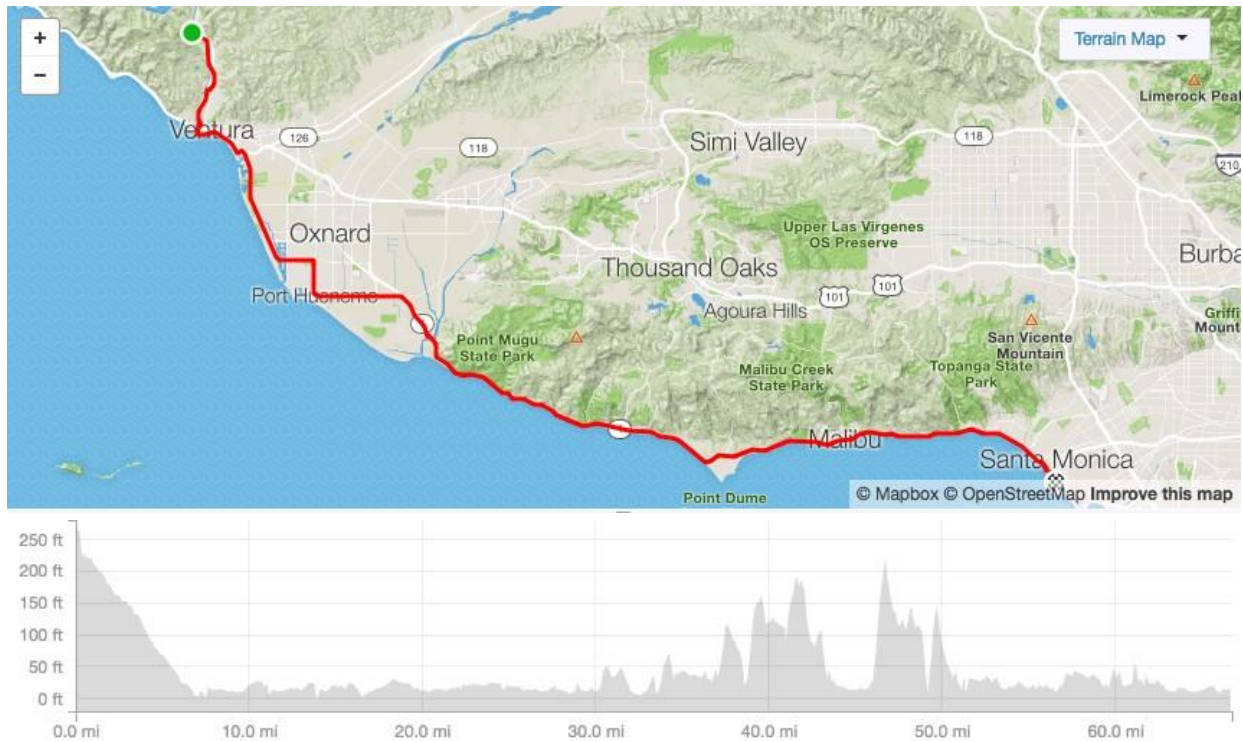 +
−
Terrain Map
Limerock Peak
Ventura
126
118
Simi Valley
118
210
Oxnard
Upper Las Virgenes
OS Preserve
Burba
Thousand Oaks
Port Hueneme
101
101
Agoura Hills
Griffi
Mount
Point Mugu
State Park
San Vicente
Mountain
Malibu Creek
State Park
Topanga State
Park
Malibu
Santa Monica
Point Dume
© Mapbox © OpenStreetMap Improve this map
250 ft
200 ft
150 ft
100 ft
50 ft
0 ft
0.0 mi 10.0 mi 20.0 mi 30.0 mi 40.0 mi 50.0 mi 60.0 mi